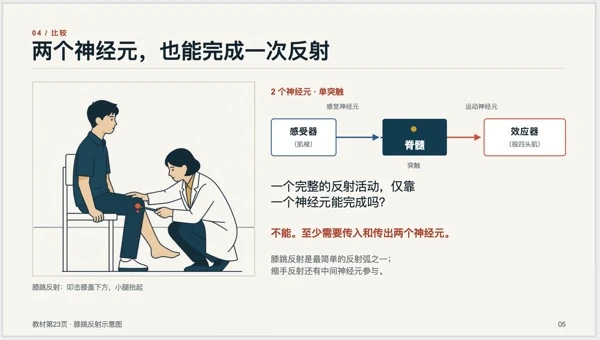 04 / 比较
两个神经元，也能完成一次反射
2 个神经元 · 单突触
感觉神经元
运动神经元
感受器
（肌梭）
脊髓
效应器
（股四头肌）
突触
一个完整的反射活动，仅靠
一个神经元能完成吗？
不能。至少需要传入和传出两个神经元。
膝跳反射是最简单的反射弧之一；
缩手反射还有中间神经元参与。
膝跳反射：叩击膝盖下方，小腿抬起
教材第23页 · 膝跳反射示意图
05